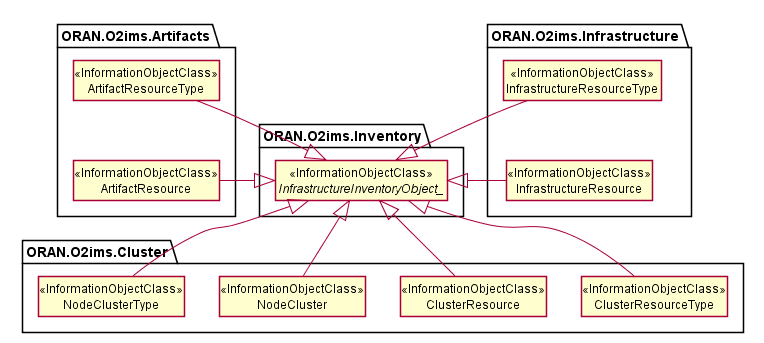 ORAN.O2ims.Artifacts
«InformationObjectClass»
ArtifactResourceType
«InformationObjectClass»
ArtifactResource
ORAN.O2ims.Infrastructure
«InformationObjectClass»
InfrastructureResourceType
«InformationObjectClass»
InfrastructureResource
ORAN.O2ims.Inventory
«InformationObjectClass»
InfrastructureInventoryObject_
ORAN.O2ims.Cluster
«InformationObjectClass»
NodeClusterType
«InformationObjectClass»
NodeCluster
«InformationObjectClass»
ClusterResource
«InformationObjectClass»
ClusterResourceType